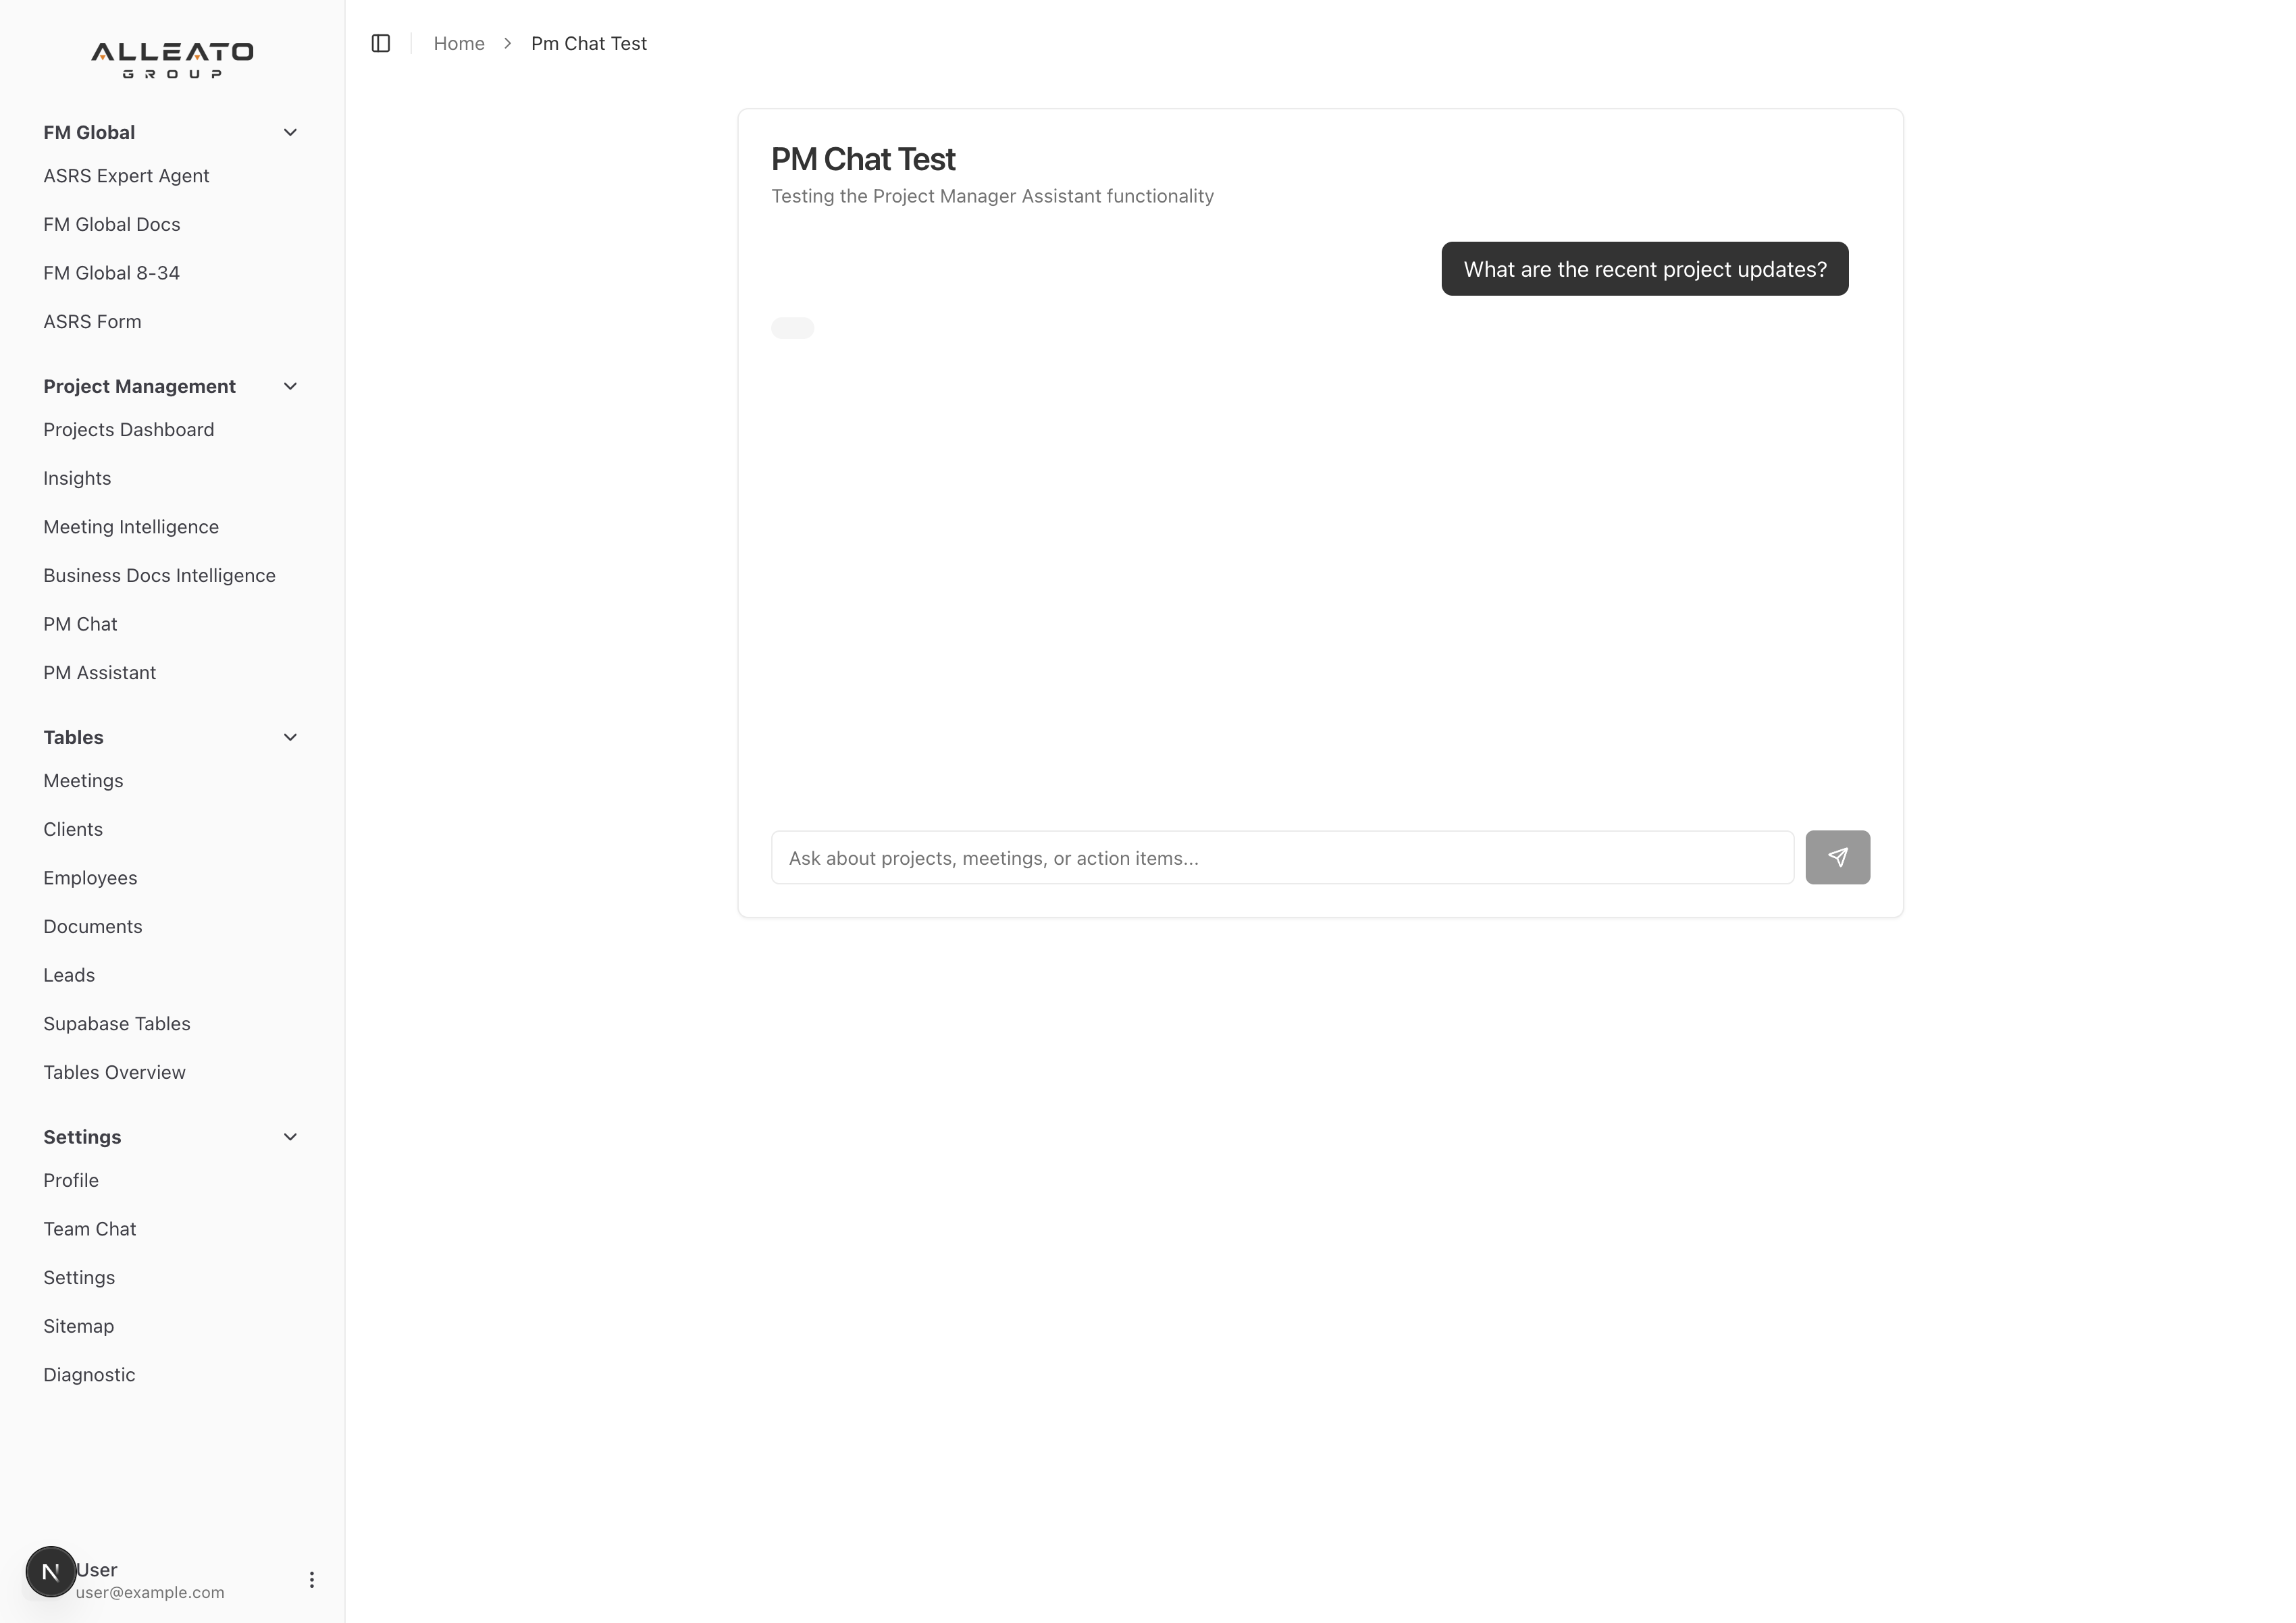 ALLEATO
GROUP
FM Global
ASRS Expert Agent
FM Global Docs
FM Global 8-34
ASRS Form
Project Management
Projects Dashboard
Insights
Meeting Intelligence
Business Docs Intelligence
PM Chat
PM Assistant
Tables
Meetings
Clients
Employees
Documents
Leads
Supabase Tables
Tables Overview
Settings
Profile
Team Chat
Settings
Sitemap
Diagnostic
N
User
user@example.com
Home > Pm Chat Test
PM Chat Test
Testing the Project Manager Assistant functionality
What are the recent project updates?
Ask about projects, meetings, or action items...